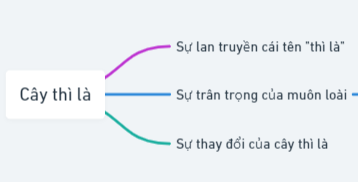 Sự lan truyền cái tên "thì là"
Cây thì là
Sự trân trọng của muôn loài
Sự thay đổi của cây thì là